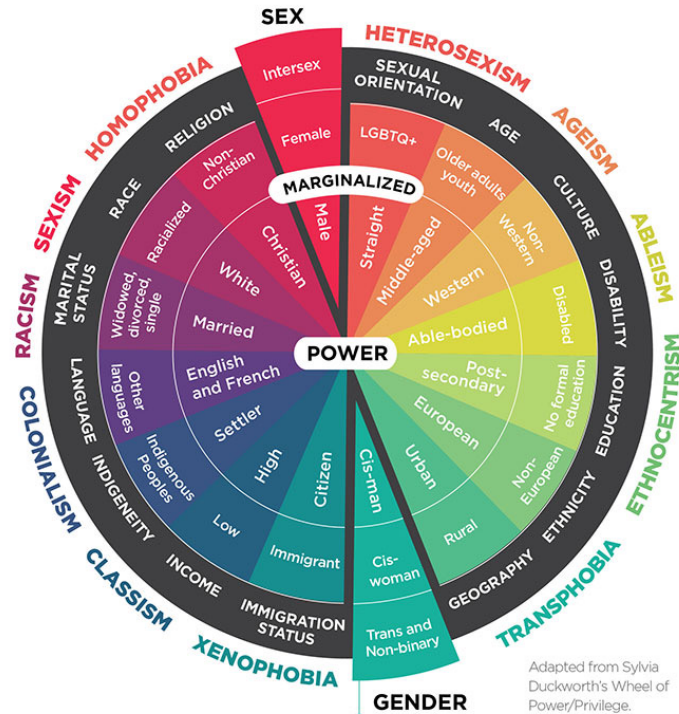 SEX
Intersex
Female
Male
HETEROSEXISM
SEXUAL
ORIENTATION
LGBTQ+
Straight
AGEISM
AGE
Older adults
youth
Middle-aged
CULTURE
Non-
Western
Western
ABLEISM
DISABILITY
Disabled
Able-bodied
EDUCATION
No formal
education
Post-
secondary
ETHNOCENTRISM
ETHNICITY
Non-
European
European
GEOGRAPHY
Rural
Urban
TRANSPHOBIA
Cis-man
Cis-
woman
Trans and
Non-binary
GENDER
XENOPHOBIA
IMMIGRATION
STATUS
Immigrant
Citizen
CLASSISM
INCOME
Low
High
COLONIALISM
INDIGENEITY
Indigenous
Peoples
Settler
LANGUAGE
Other
languages
English
and French
RACISM
MARITAL
STATUS
Widowed,
divorced,
single
Married
SEXISM
RACE
Racialized
White
HOMOPHOBIA
RELIGION
Non-
Christian
Christian
MARGINALIZED
POWER
Adapted from Sylvia
Duckworth's Wheel of
Power/Privilege.